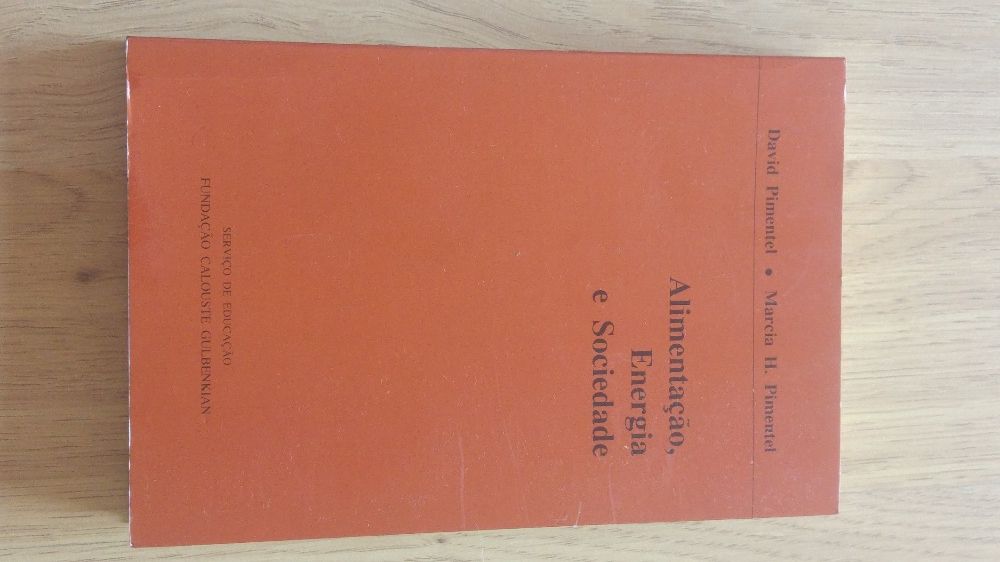 David Pimentel • Marcia H. Pimentel
Alimentação,
Energia
e Sociedade
SERVIÇO DE EDUCAÇÃO
FUNDAÇÃO CALOUSTE GULBENKIAN